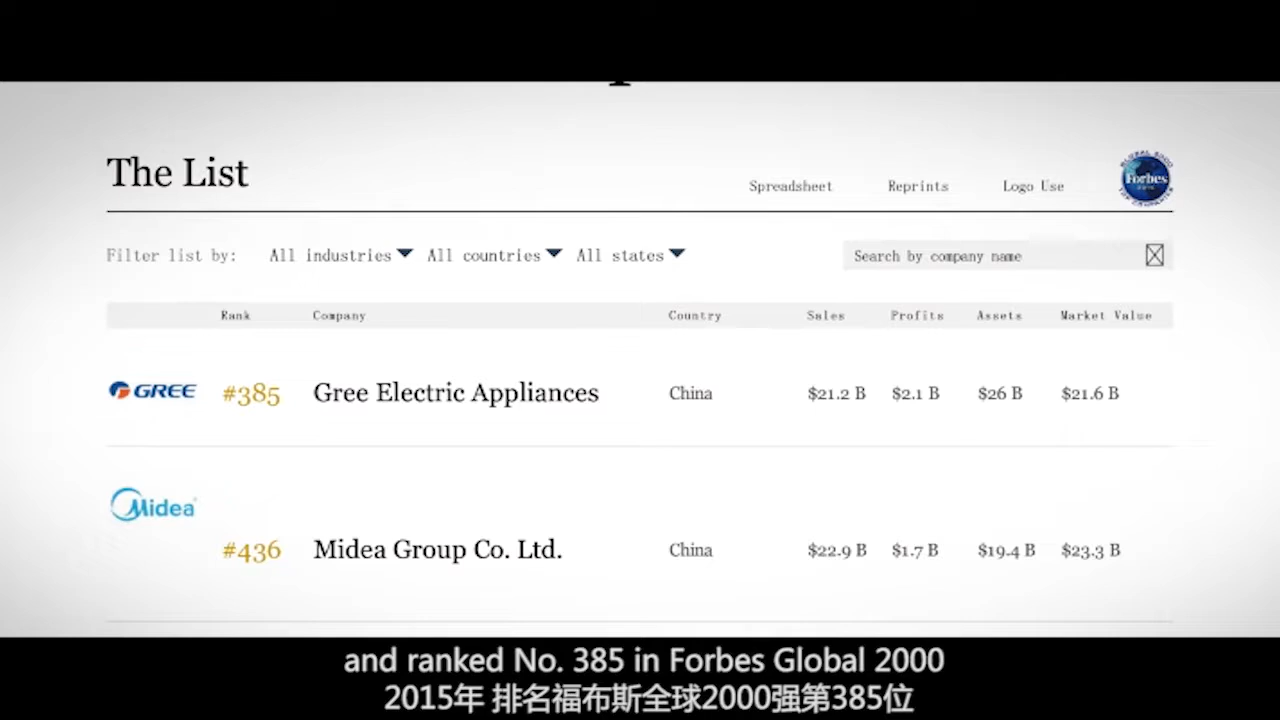 The List
Spreadsheet Reprints Logo Use
GLOBAL 2000
Forbes
Filter list by: All industries All countries All states Search by company name
Rank Company Country Sales Profits Assets Market Value
GREE #385 Gree Electric Appliances China $21.2 B $2.1 B $26 B $21.6 B
Midea
#436 Midea Group Co. Ltd. China $22.9 B $1.7 B $19.4 B $23.3 B
and ranked No. 385 in Forbes Global 2000
2015年 排名福布斯全球2000强第385位